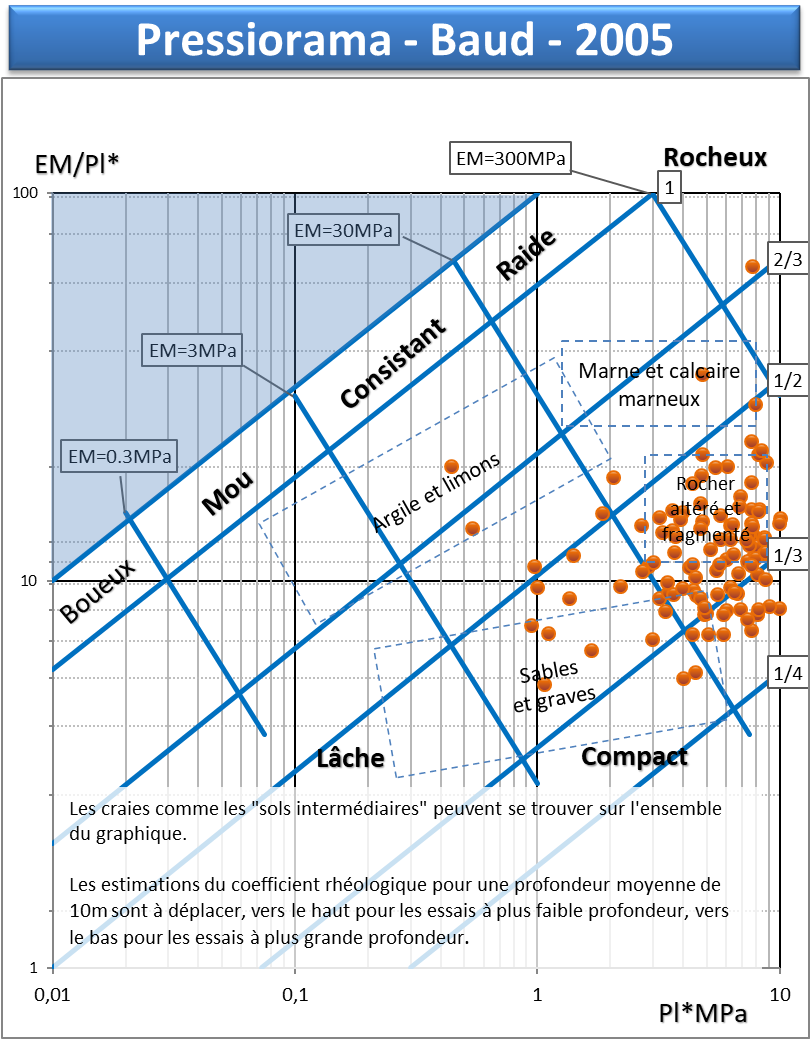 Pressiorama - Baud - 2005
EM/Pl*
EM=300MPa
Rocheux
100
1
EM=30MPa
Raide
2/3
EM=3MPa
Consistant
Marne et calcaire
marneux
1/2
EM=0.3MPa
Mou
Argile et limons
Rocher
altéré et
fragmenté
Boueux
1/3
10
Sables
et graves
1/4
Lâche
Compact
Les craies comme les "sols intermédiaires" peuvent se trouver sur l'ensemble
du graphique.
Les estimations du coefficient rhéologique pour une profondeur moyenne de
10m sont à déplacer, vers le haut pour les essais à plus faible profondeur, vers
le bas pour les essais à plus grande profondeur.
1
0,01
0,1
1
10
Pl*MPa